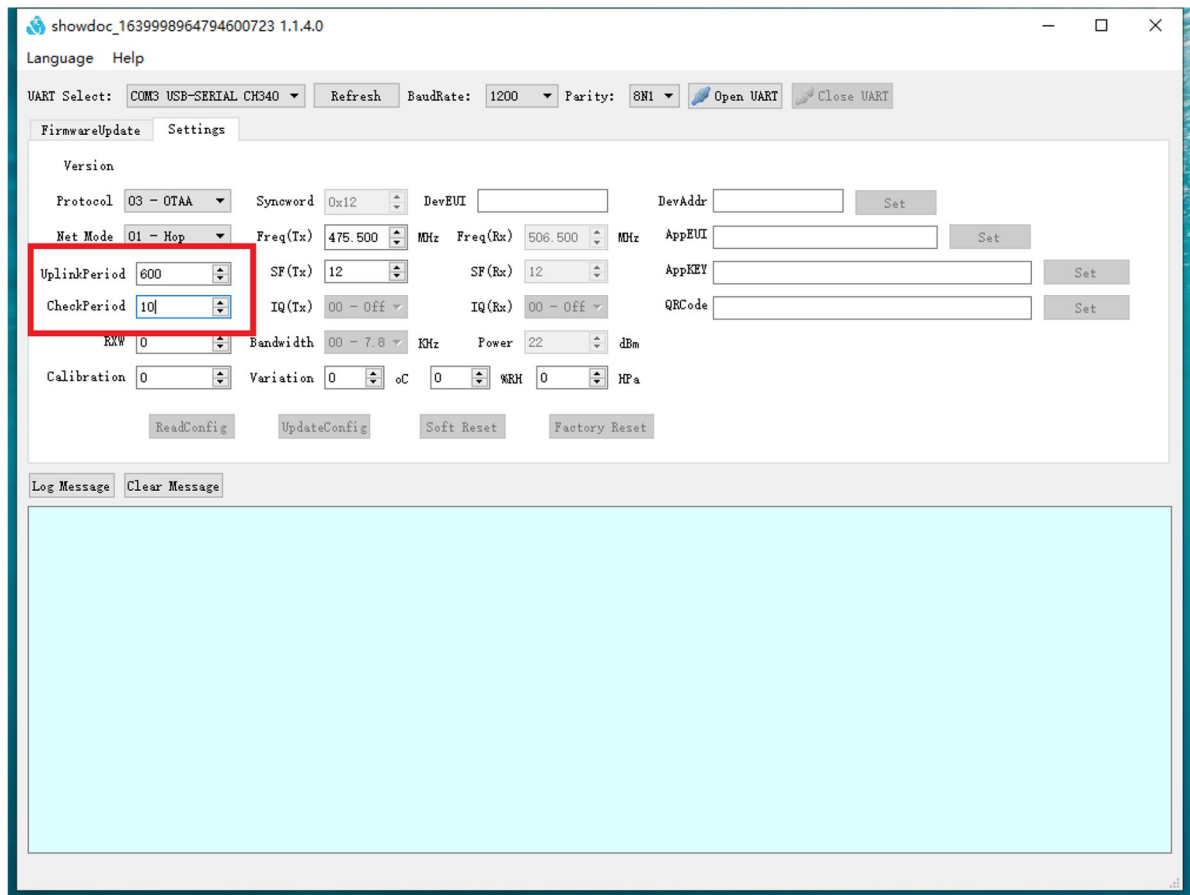 showdoc_1639998964794600723 1.1.4.0
Language Help
UART Select: COM3 USB-SERIAL CH340 Refresh BaudRate: 1200 Parity: 8N1 Open UART Close UART
FirmwareUpdate Settings
Version
Protocol 03 - OTAA Syncword 0x12 DevEUI DevAddr Set
Net Mode 01 - Hop Freq(Tx) 475.500 MHz Freq(Rx) 506.500 MHz AppEUI Set
UplinkPeriod 600 SF(Tx) 12 SF(Rx) 12 AppKEY Set
CheckPeriod 10 IQ(Tx) 00 - Off IQ(Rx) 00 - Off QRCode Set
RXW 0 Bandwidth 00 - 7.8 KHz Power 22 dBm
Calibration 0 Variation 0 oC 0 %RH 0 HPa
ReadConfig UpdateConfig Soft Reset Factory Reset
Log Message Clear Message